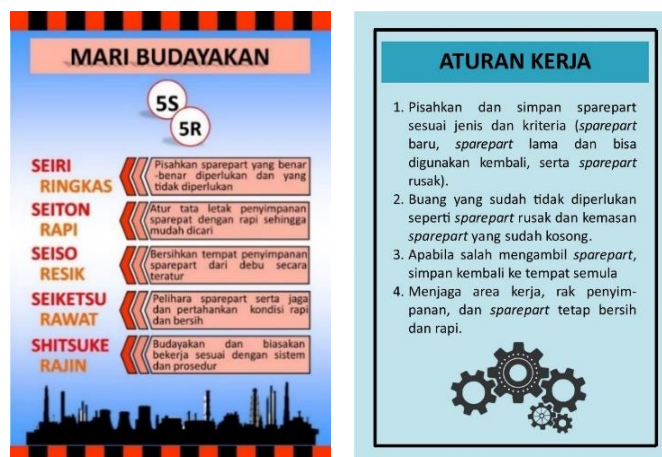 MARI BUDAYAKAN
5S
5R
SEIRI
RINGKAS
Pisahkan sparepart yang benar
-benar diperlukan dan yang
tidak diperlukan
SEITON
RAPI
Atur tata letak penyimpanan
sparepat dengan rapi sehingga
mudah dicari
SEISO
RESIK
Bersihkan tempat penyimpanan
sparepart dari debu secara
teratur
SEIKETSU
RAWAT
Pelihara sparepart serta jaga
dan pertahankan kondisi rapi
dan bersih
SHITSUKE
RAJIN
Budayakan dan biasakan
bekerja sesuai dengan sistem
dan prosedur
ATURAN KERJA
1. Pisahkan dan simpan sparepart
sesuai jenis dan kriteria (sparepart
baru, sparepart lama dan bisa
digunakan kembali, serta sparepart
rusak).
2. Buang yang sudah tidak diperlukan
seperti sparepart rusak dan kemasan
sparepart yang sudah kosong.
3. Apabila salah mengambil sparepart,
simpan kembali ke tempat semula
4. Menjaga area kerja, rak penyim-
panan, dan sparepart tetap bersih
dan rapi.